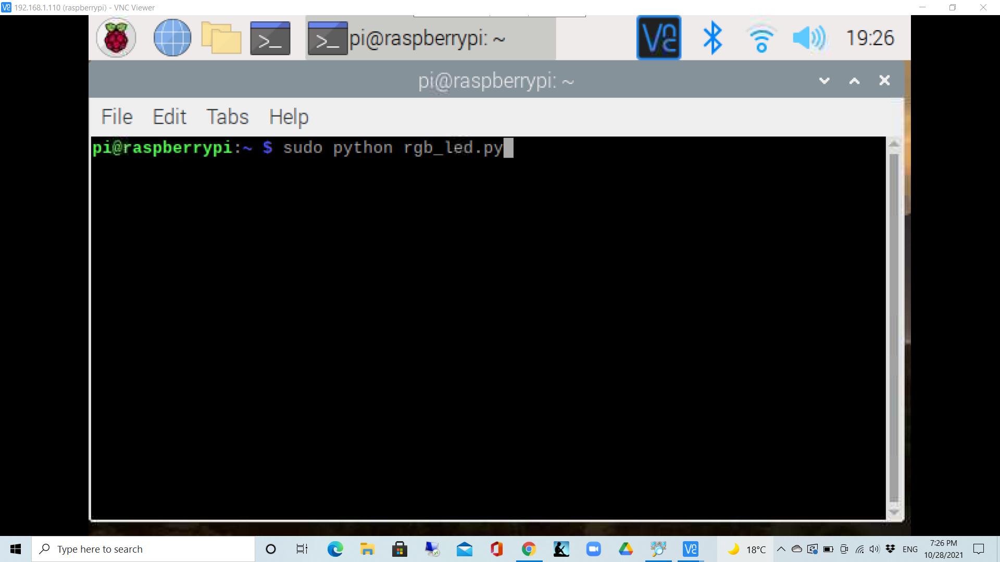 192.168.1.110 (raspberrypi) - VNC Viewer
pi@raspberrypi: ~
19:26
pi@raspberrypi: ~
File Edit Tabs Help
pi@raspberrypi:~ $ sudo python rgb_led.py
Type here to search
18°C
ENG
7:26 PM
10/28/2021